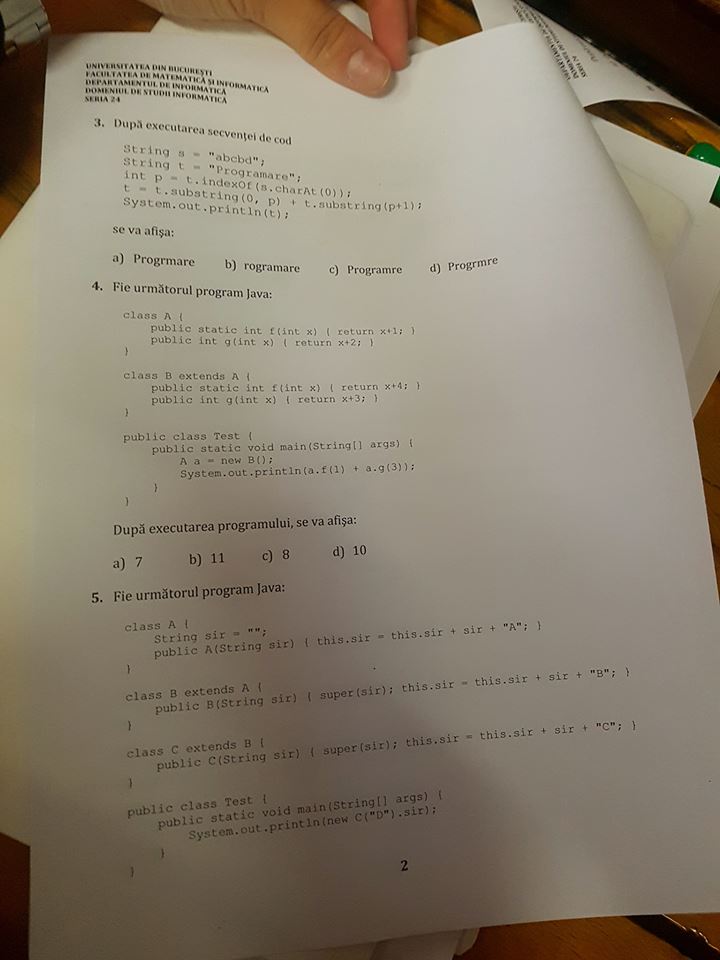 UNIVERSITATEA DIN BUCUREȘTI
FACULTATEA DE MATEMATICĂ ȘI INFORMATICĂ
DEPARTAMENTUL DE INFORMATICĂ
DOMENIUL DE STUDII INFORMATICĂ
SERIA 24
3. După executarea secvenței de cod
String s = "abcbd";
String t = "Programare";
int p = t.indexOf(s.charAt(0));
t = t.substring(0, p) + t.substring(p+1);
System.out.println(t);
se va afișa:
a) Progrmare b) rogramare c) Programre d) Progrmre
4. Fie următorul program Java:
class A {
public static int f(int x) { return x+1; }
public int g(int x) { return x+2; }
}
class B extends A {
public static int f(int x) { return x+4; }
public int g(int x) { return x+3; }
}
public class Test {
public static void main(String[] args) {
A a = new B();
System.out.println(a.f(1) + a.g(3));
}
}
După executarea programului, se va afișa:
a) 7 b) 11 c) 8 d) 10
5. Fie următorul program Java:
class A {
String sir = "";
public A(String sir) { this.sir = this.sir + sir + "A"; }
}
class B extends A {
public B(String sir) { super(sir); this.sir = this.sir + sir + "B"; }
}
class C extends B {
public C(String sir) { super(sir); this.sir = this.sir + sir + "C"; }
}
public class Test {
public static void main(String[] args) {
System.out.println(new C("D").sir);
}
}
2